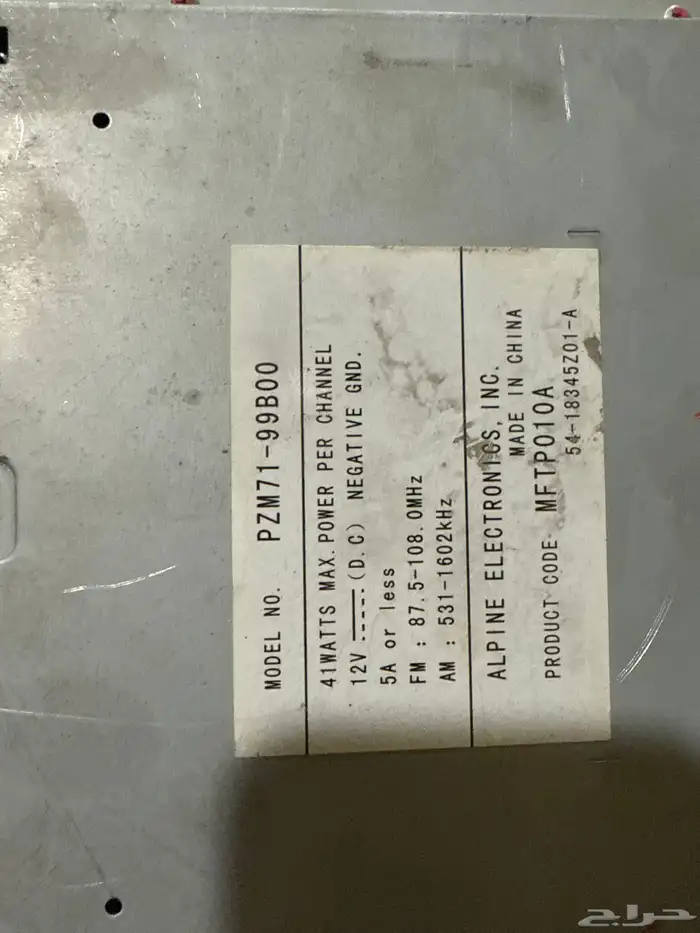 MODEL NO. PZM71-99B00
41WATTS MAX. POWER PER CHANNEL
12V (D.C) NEGATIVE GND.
5A or less
FM : 87.5-108.0MHz
AM : 531-1602kHz
ALPINE ELECTRONICS, INC.
MADE IN CHINA
PRODUCT CODE MFTP010A
54-18345Z01-A
حراج